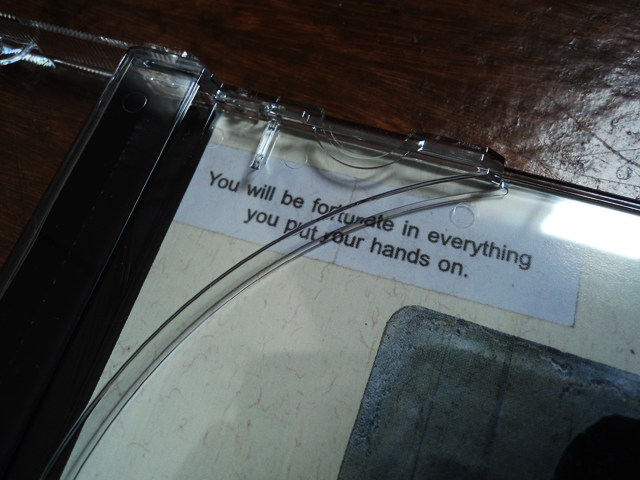 You will be fortunate in everything
you put your hands on.